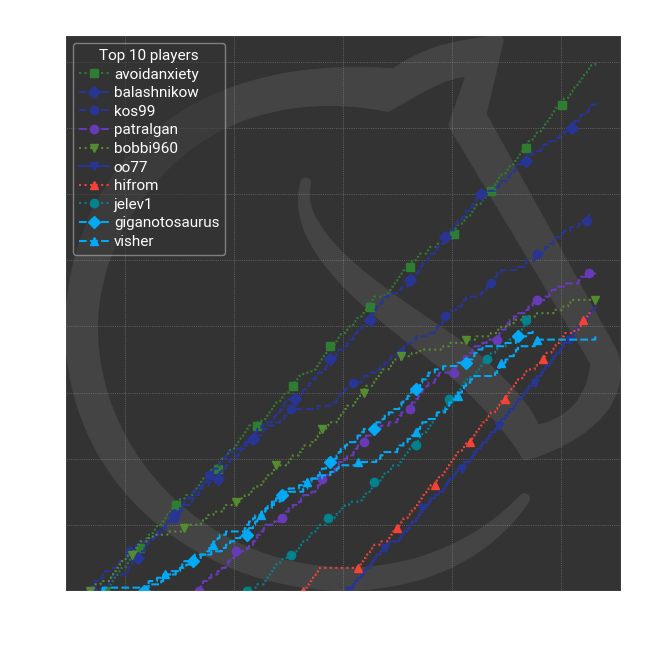 Top 10 players
avoidanxiety
balashnikow
kos99
patralgan
bobbi960
oo77
hifrom
jelev1
giganotosaurus
visher